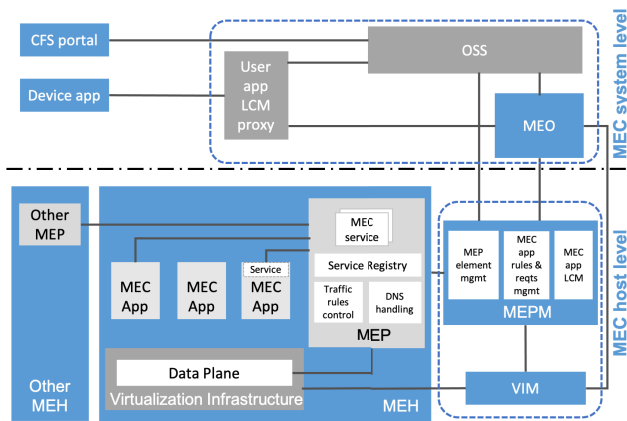 CFS portal
OSS
User
app
LCM
proxy
Device app
MEO
MEC system level
Other
MEP
MEC
service
Service Registry
Traffic
rules
control
DNS
handling
MEP
Service
MEC
App
MEC
App
MEC
App
MEP
element
mgmt
MEC
app
rules &
reqts
mgmt
MEC
app
LCM
MEPM
MEC host level
Data Plane
Virtualization Infrastructure
VIM
Other
MEH
MEH